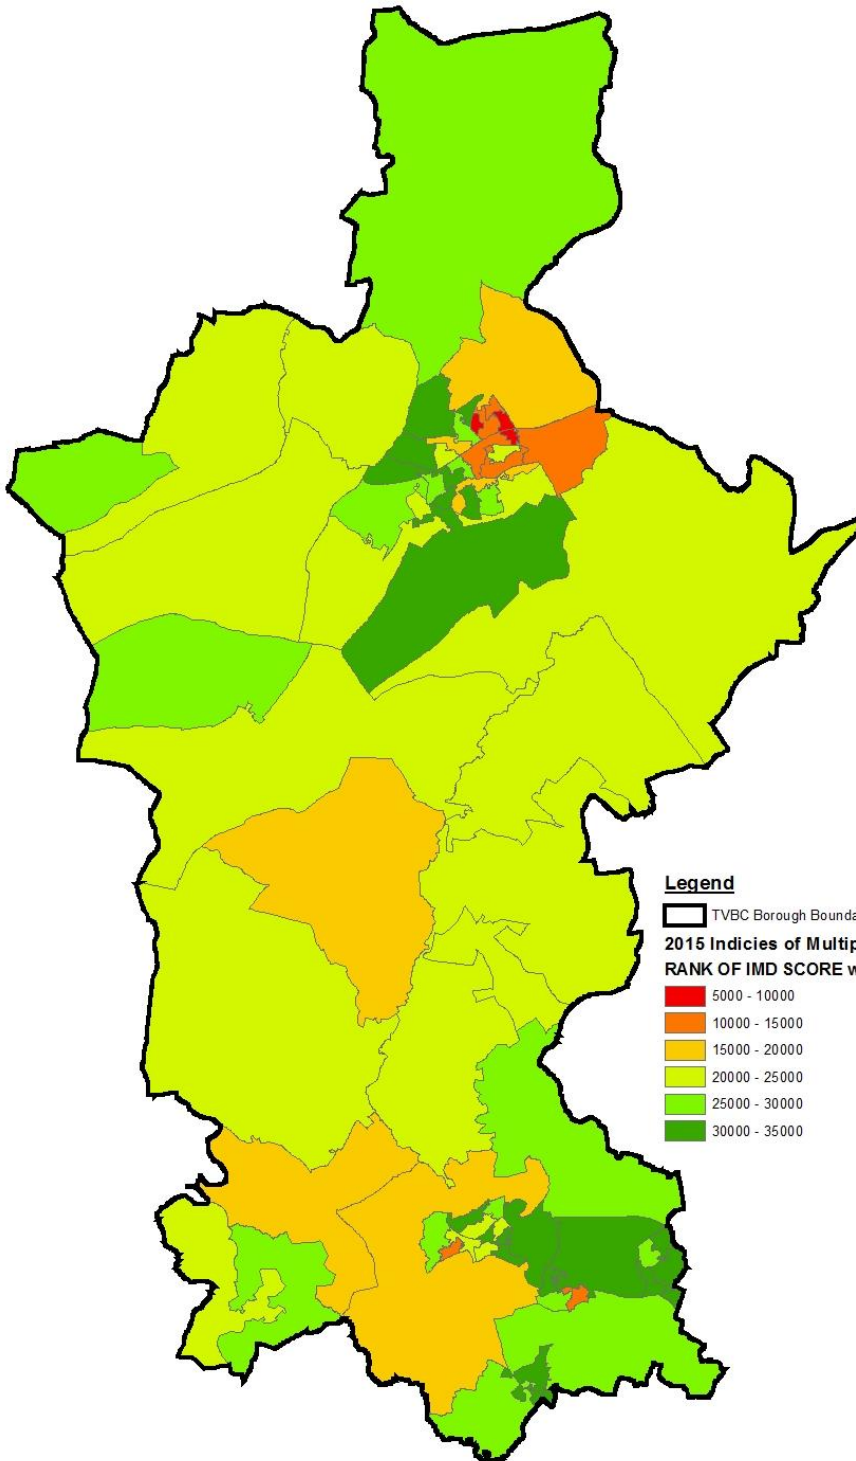 Legend
TVBC Borough Bounda
2015 Indicies of Multip
RANK OF IMD SCORE w
5000 - 10000
10000 - 15000
15000 - 20000
20000 - 25000
25000 - 30000
30000 - 35000